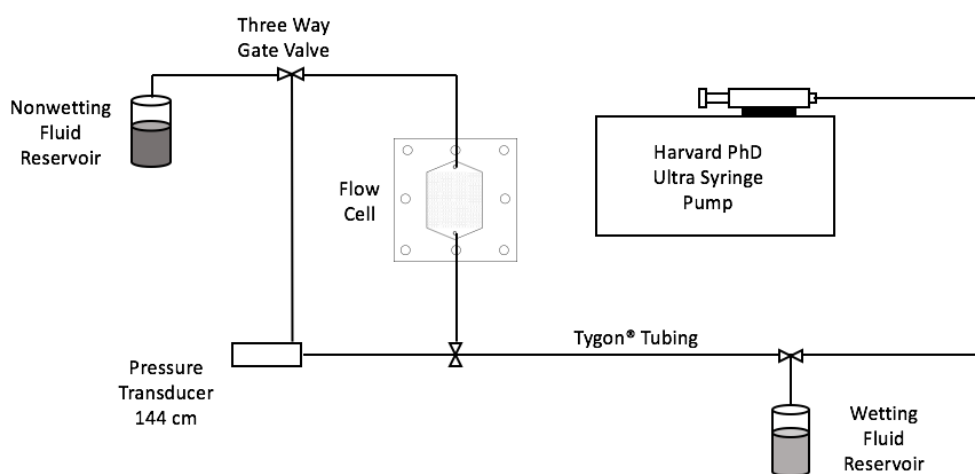 Three Way
Gate Valve
Nonwetting
Fluid
Reservoir
Flow
Cell
Harvard PhD
Ultra Syringe
Pump
Tygon® Tubing
Pressure
Transducer
144 cm
Wetting
Fluid
Reservoir